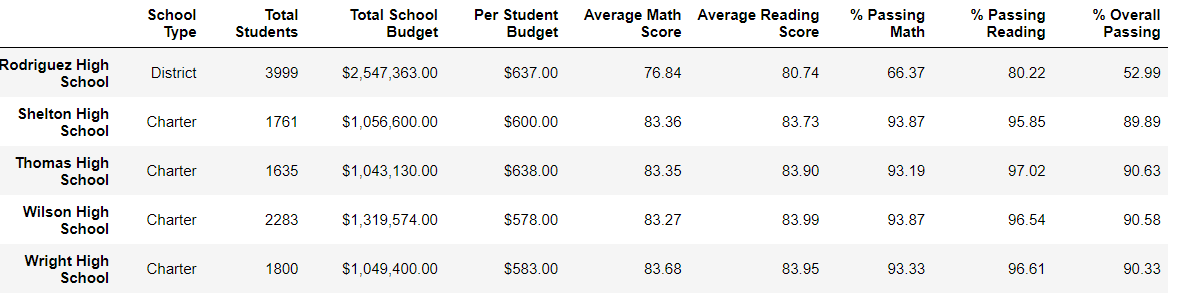 School Type Total Students Total School Budget Per Student Budget Average Math Score Average Reading Score % Passing Math % Passing Reading % Overall Passing
Rodriguez High School District 3999 $2,547,363.00 $637.00 76.84 80.74 66.37 80.22 52.99
Shelton High School Charter 1761 $1,056,600.00 $600.00 83.36 83.73 93.87 95.85 89.89
Thomas High School Charter 1635 $1,043,130.00 $638.00 83.35 83.90 93.19 97.02 90.63
Wilson High School Charter 2283 $1,319,574.00 $578.00 83.27 83.99 93.87 96.54 90.58
Wright High School Charter 1800 $1,049,400.00 $583.00 83.68 83.95 93.33 96.61 90.33